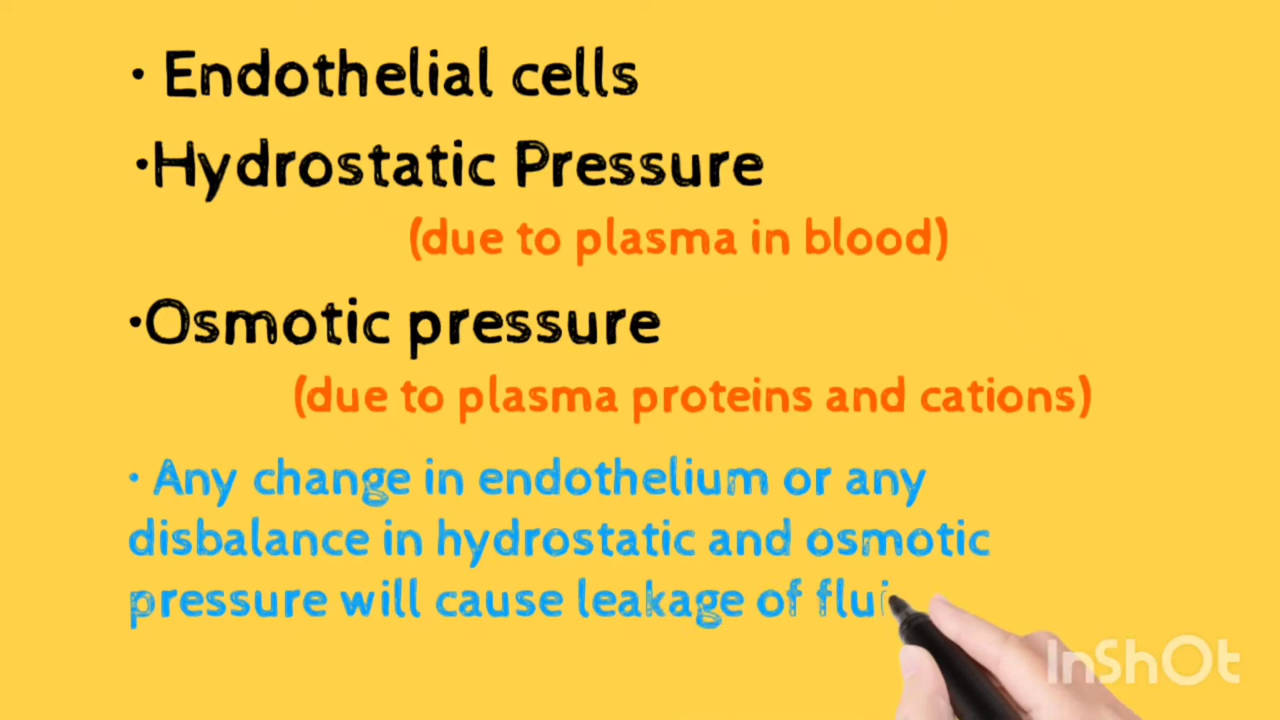 • Endothelial cells
•Hydrostatic Pressure
(due to plasma in blood)
•Osmotic pressure
(due to plasma proteins and cations)
• Any change in endothelium or any
disbalance in hydrostatic and osmotic
pressure will cause leakage of flui
InShOt